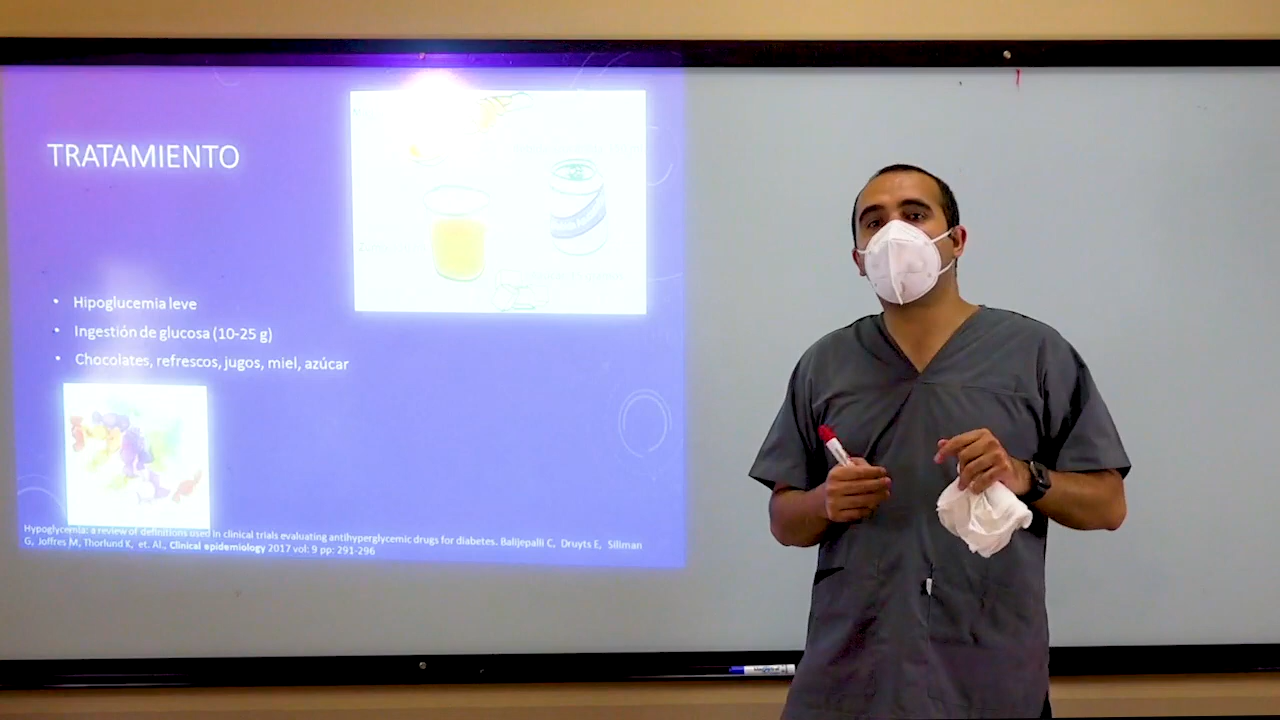 TRATAMIENTO
• Hipoglucemia leve
• Ingestión de glucosa (10-25 g)
• Chocolates, refrescos, jugos, miel, azúcar
Hypoglycemia: a review of definitions used in clinical trials evaluating antihyperglycemic drugs for diabetes. Balijepalli C, Druyts E, Siliman
G, Joffres M, Thorlund K, et. Al., Clinical epidemiology 2017 vol: 9 pp: 291-296